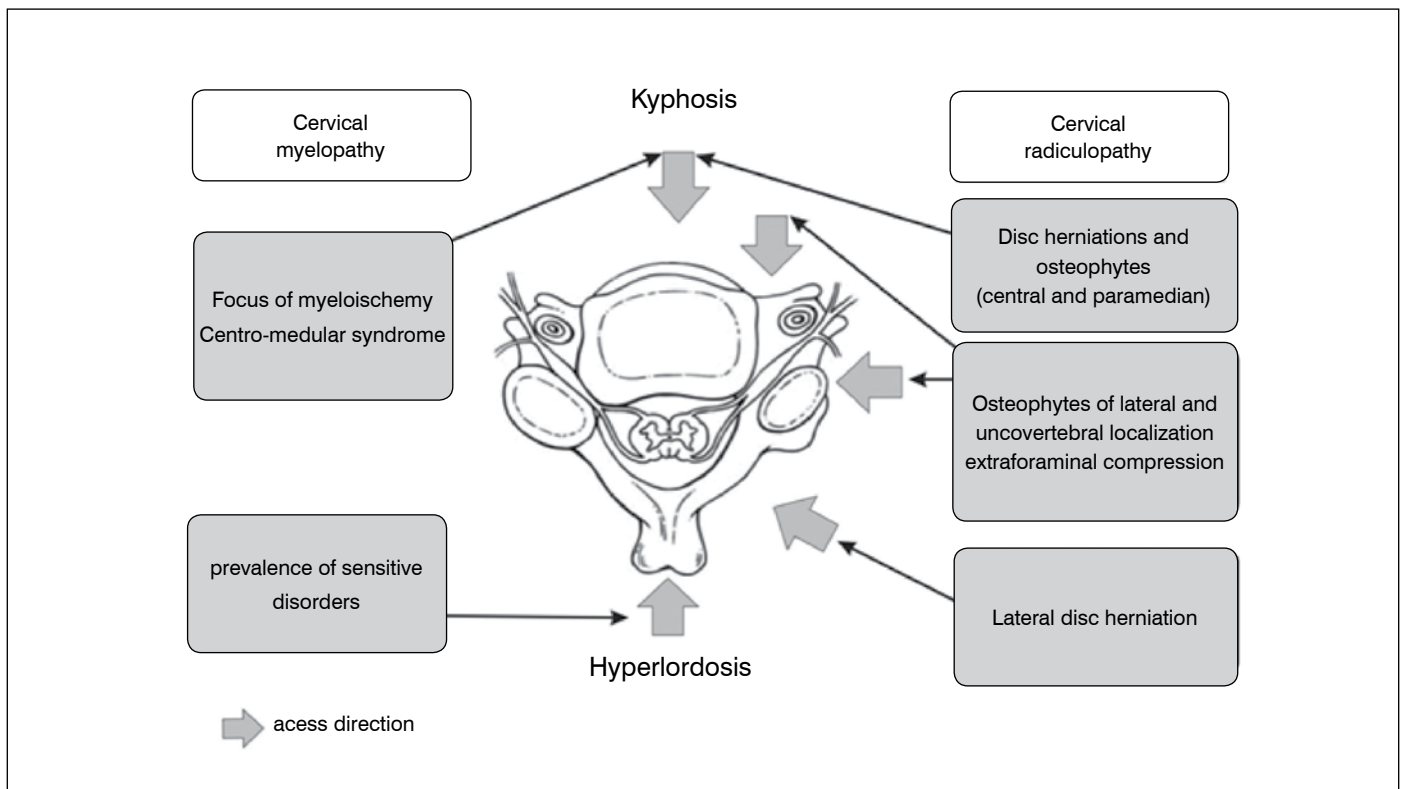 Kyphosis
Cervical
myelopathy
Cervical
radiculopathy
Focus of myeloischemy
Centro-medular syndrome
Disc herniations and
osteophytes
(central and paramedian)
Osteophytes of lateral and
uncovertebral localization
extraforaminal compression
prevalence of sensitive
disorders
Lateral disc herniation
Hyperlordosis
acess direction